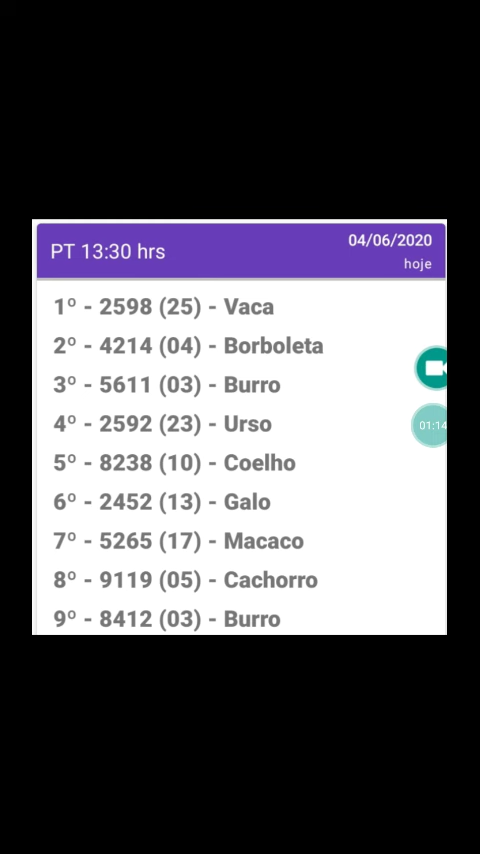 PT 13:30 hrs
04/06/2020
hoje
1º - 2598 (25) - Vaca
2º - 4214 (04) - Borboleta
3º - 5611 (03) - Burro
4º - 2592 (23) - Urso
5º - 8238 (10) - Coelho
6º - 2452 (13) - Galo
7º - 5265 (17) - Macaco
8º - 9119 (05) - Cachorro
9º - 8412 (03) - Burro
01:14